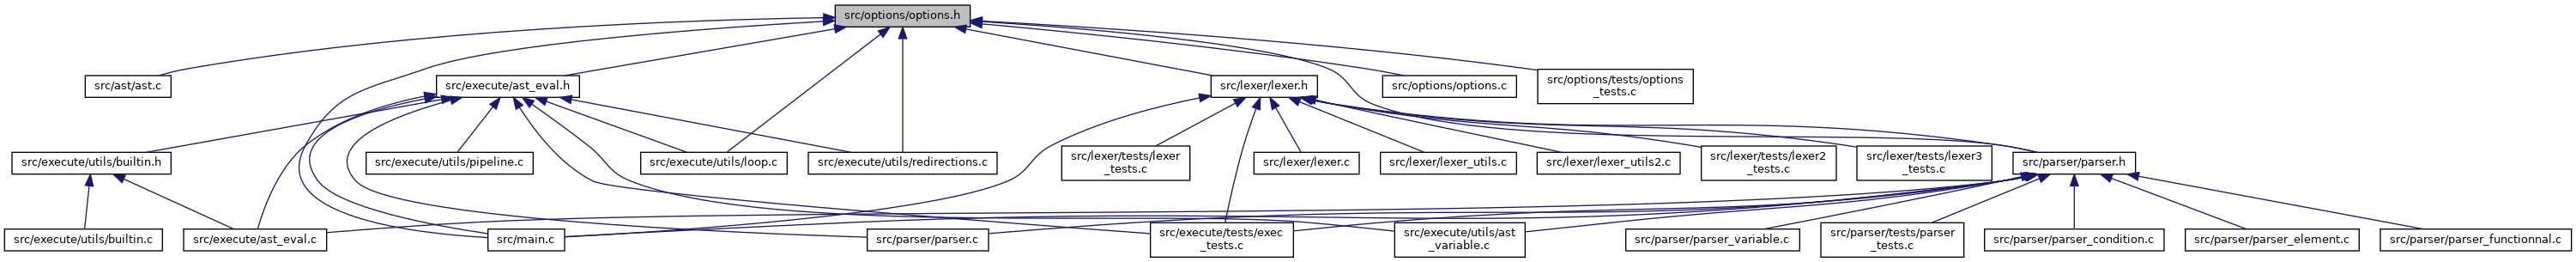 src/options/options.h
src/ast/ast.c
src/execute/ast_eval.h
src/lexer/lexer.h
src/options/options.c
src/options/tests/options
_tests.c
src/execute/utils/builtin.h
src/execute/utils/pipeline.c
src/execute/utils/loop.c
src/execute/utils/redirections.c
src/lexer/tests/lexer
_tests.c
src/lexer/lexer.c
src/lexer/lexer_utils.c
src/lexer/lexer_utils2.c
src/lexer/tests/lexer2
_tests.c
src/lexer/tests/lexer3
_tests.c
src/parser/parser.h
src/execute/utils/builtin.c
src/execute/ast_eval.c
src/main.c
src/parser/parser.c
src/execute/tests/exec
_tests.c
src/execute/utils/ast
_variable.c
src/parser/parser_variable.c
src/parser/tests/parser
_tests.c
src/parser/parser_condition.c
src/parser/parser_element.c
src/parser/parser_functionnal.c